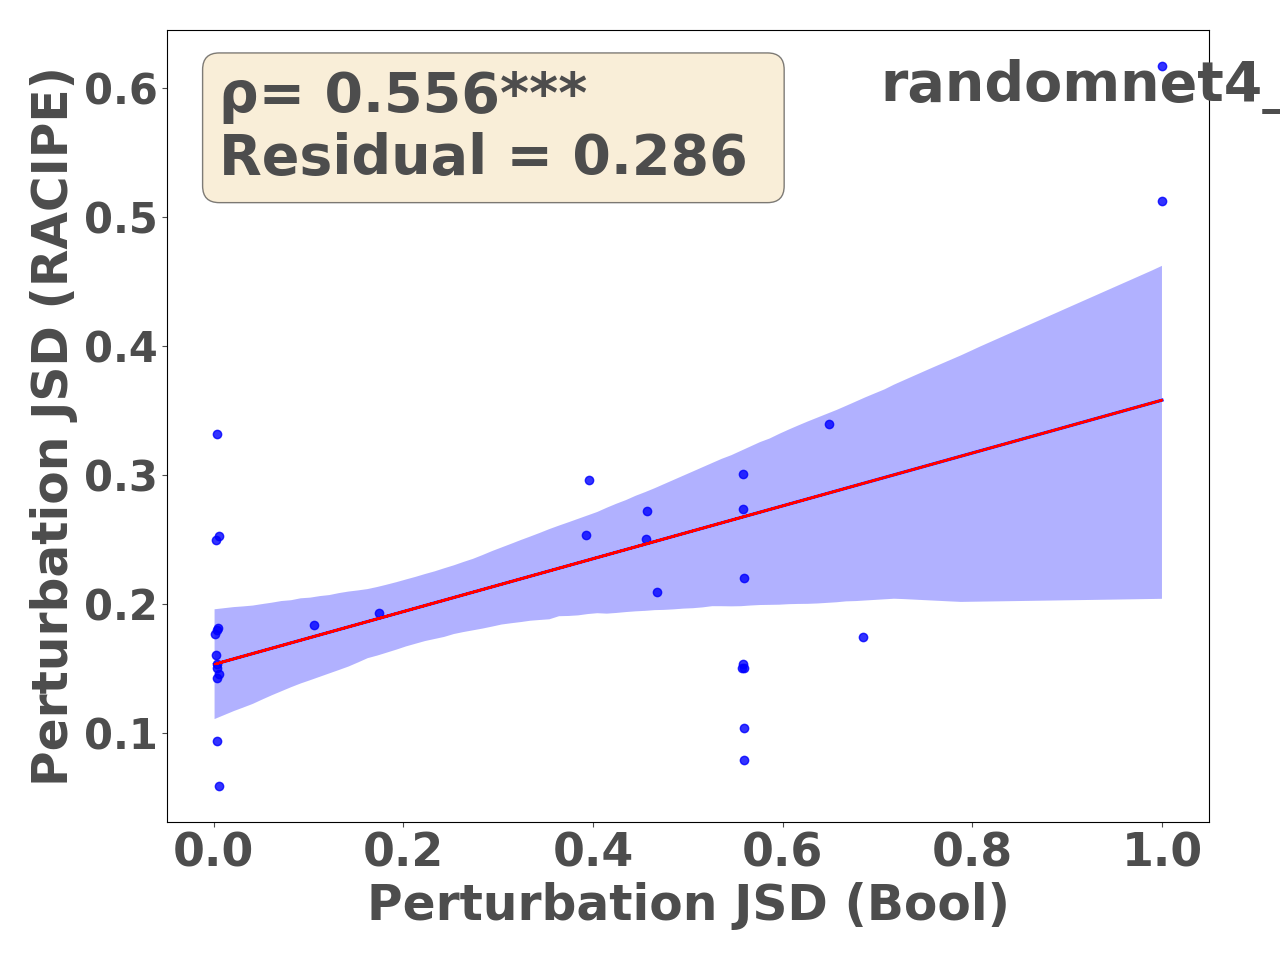 ρ= 0.556***
Residual = 0.286
randomnet4_
Perturbation JSD (RACIPE)
0.6
0.5
0.4
0.3
0.2
0.1
0.0 0.2 0.4 0.6 0.8 1.0
Perturbation JSD (Bool)